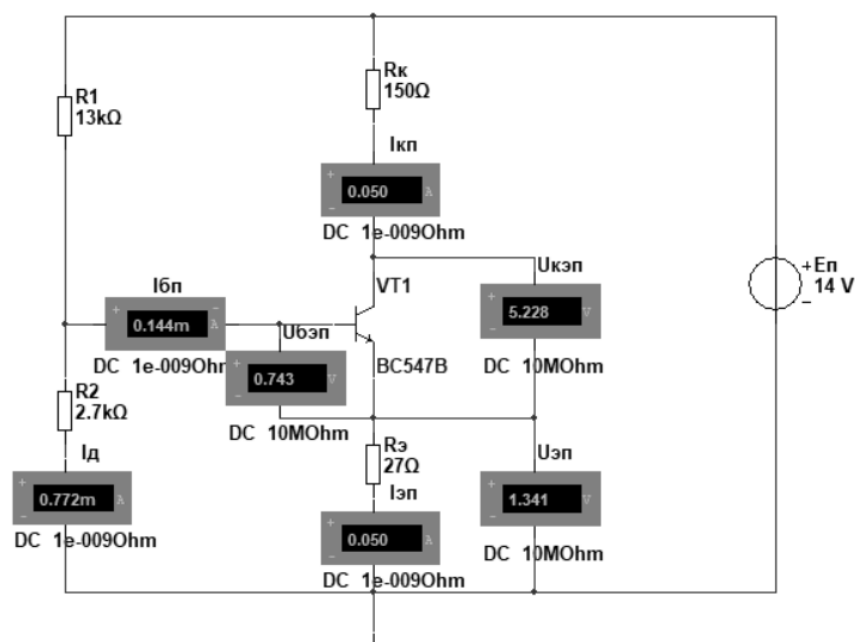 Rк
150Ω
R1
13kΩ
Iкп
+
0.050 A
-
DC 1e-009Ohm
Uкэп
VT1
+
5.228 V
-
DC 10MOhm
+ Eп
14 V
-
Iбп
+ -
0.144m A
DC 1e-009Ohm
Uбэп
+
0.743 V
-
DC 10MOhm
BC547B
R2
2.7kΩ
Iд
+
0.772m A
-
DC 1e-009Ohm
Rэ
27Ω
Iэп
+
0.050 A
-
DC 1e-009Ohm
Uэп
+
1.341 V
-
DC 10MOhm